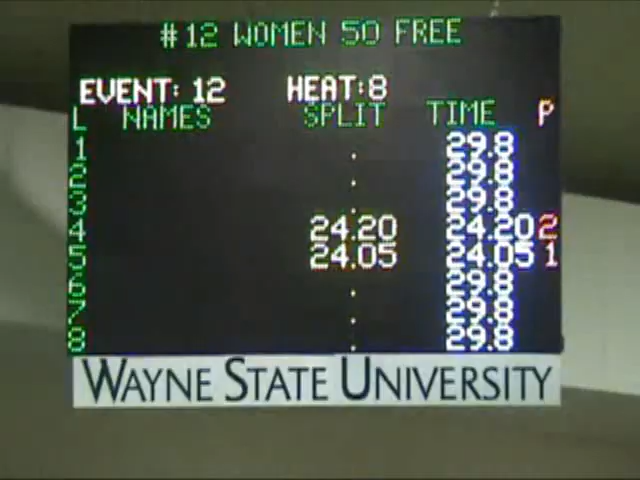 #12 WOMEN 50 FREE
EVENT: 12 HEAT:8
L NAMES SPLIT TIME P
1 . 29.8
2 . 29.8
3 . 29.8
4 24.20 24.20 2
5 24.05 24.05 1
6 . 29.8
7 . 29.8
8 . 29.8
WAYNE STATE UNIVERSITY